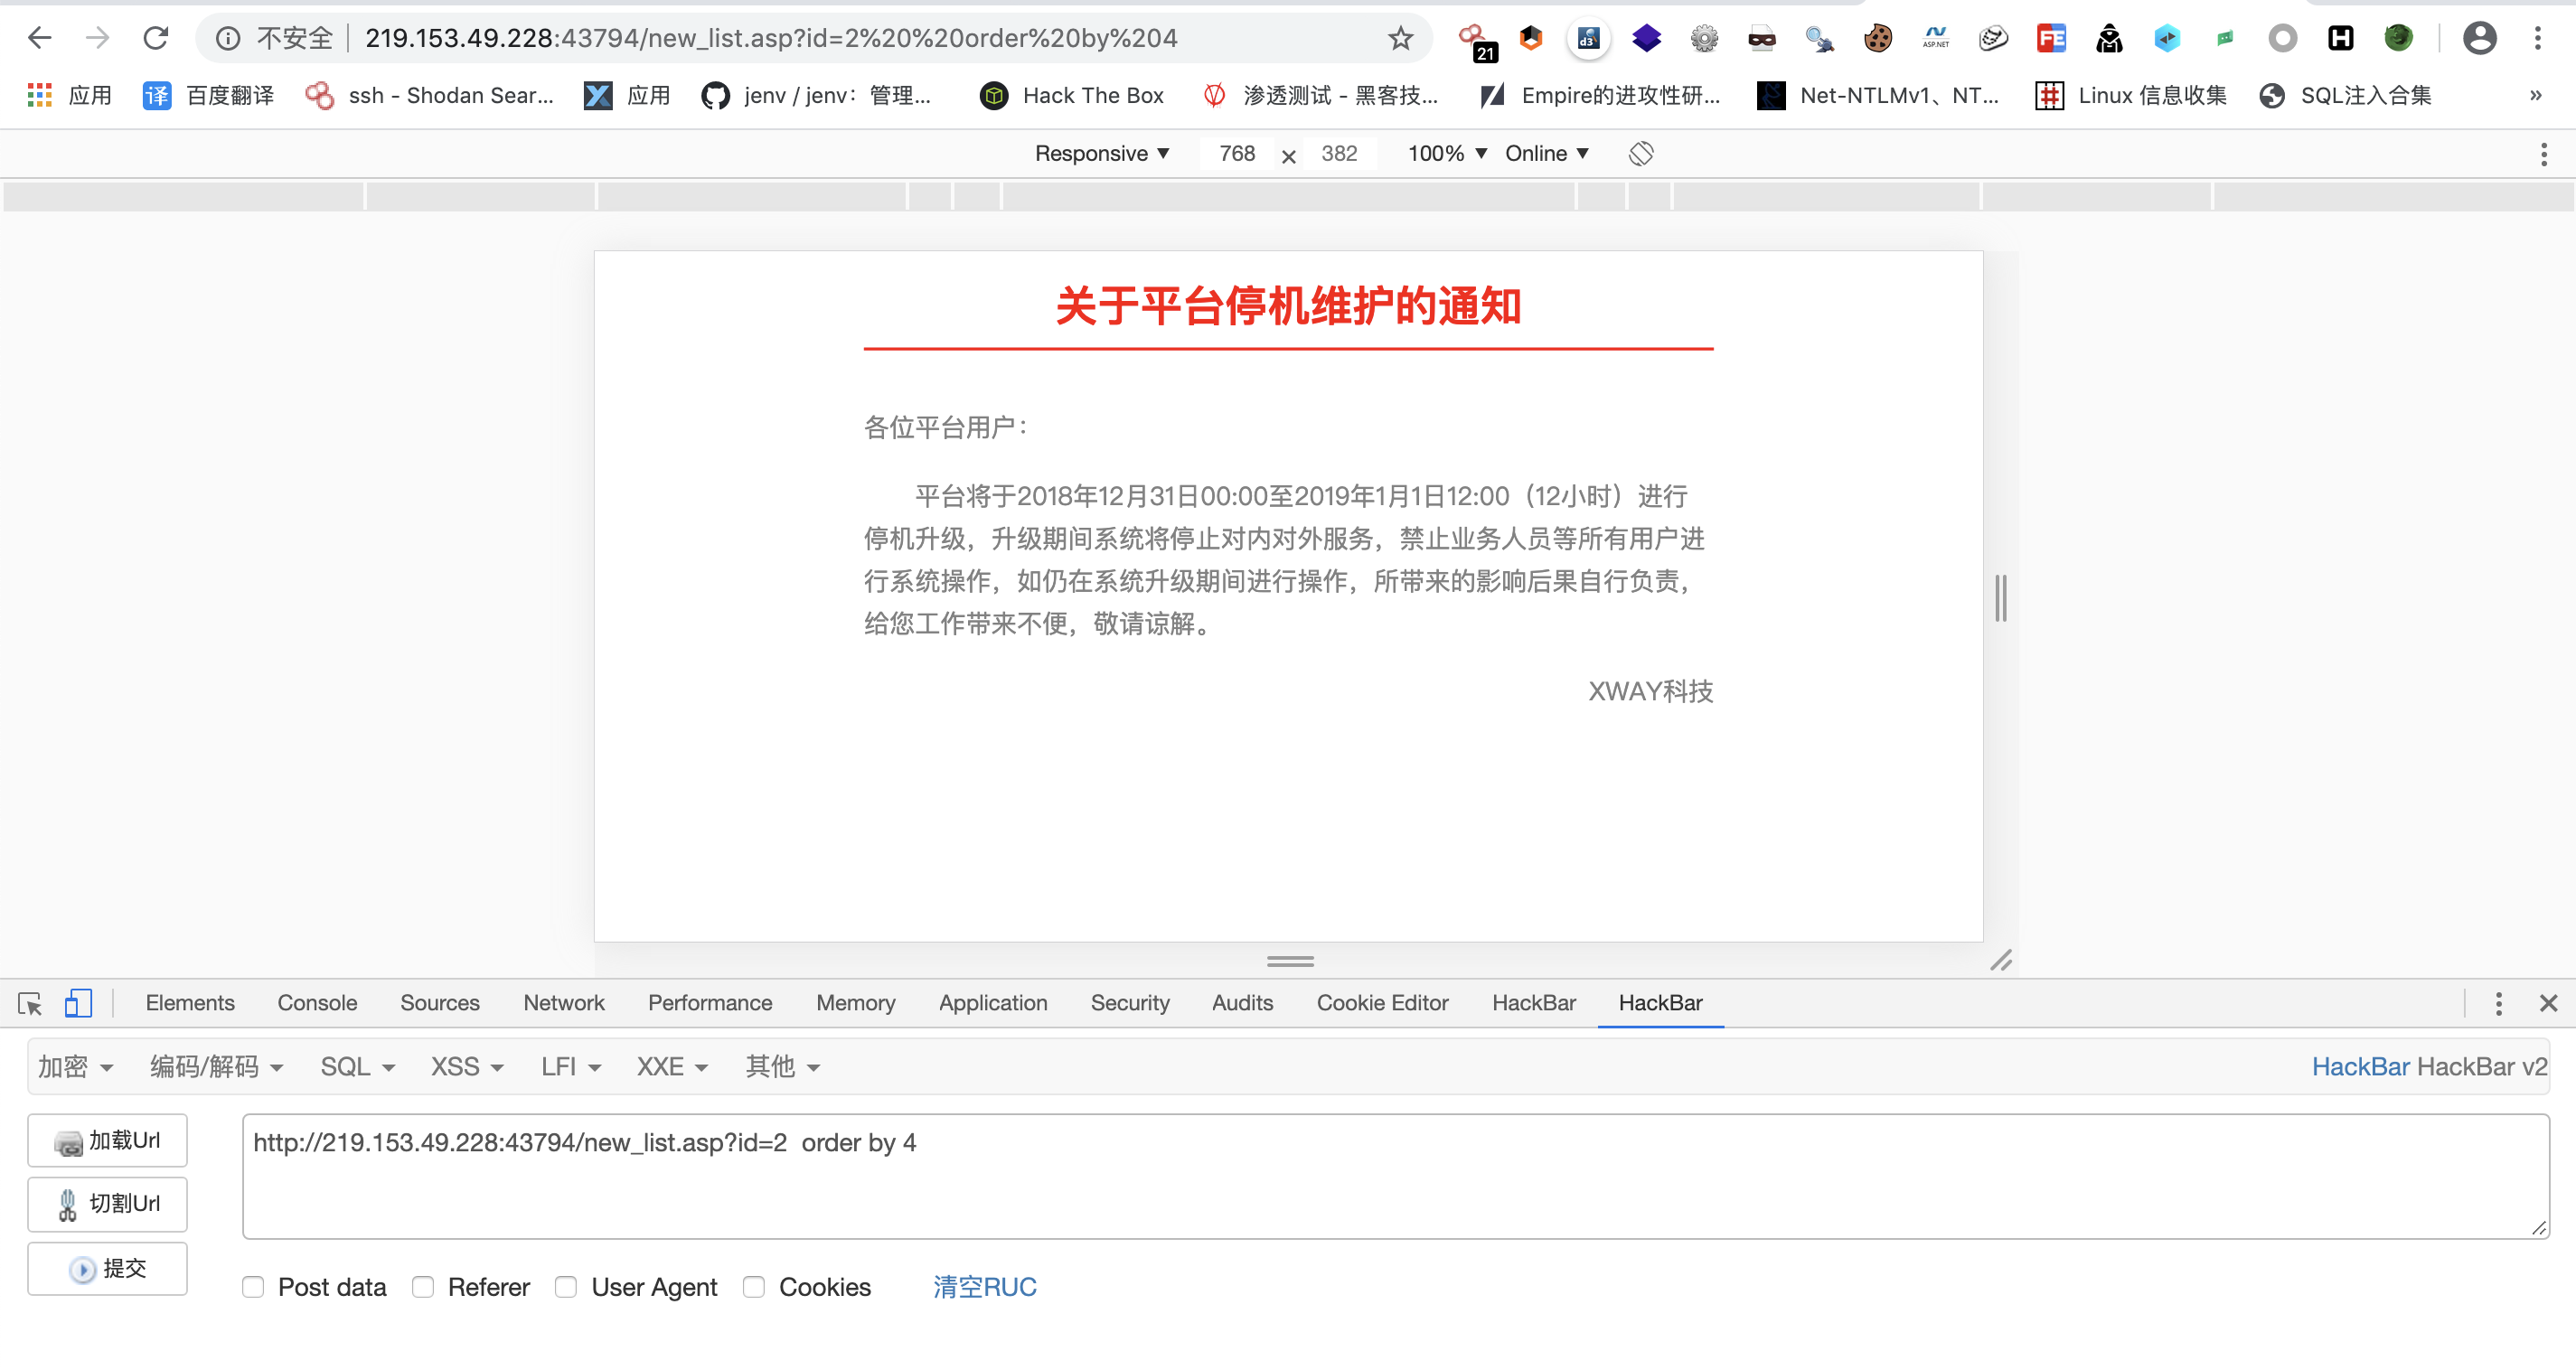 不安全 219.153.49.228:43794/new_list.asp?id=2%20%20order%20by%204
21
d3
ASP.NET
FE
H
应用 译 百度翻译 ssh - Shodan Sear... 应用 jenv / jenv：管理... Hack The Box 渗透测试 - 黑客技... Empire的进攻性研... Net-NTLMv1、NT... Linux 信息收集 SQL注入合集 »
Responsive ▼ 768 × 382 100% ▼ Online ▼
关于平台停机维护的通知
各位平台用户：
平台将于2018年12月31日00:00至2019年1月1日12:00（12小时）进行
停机升级，升级期间系统将停止对内对外服务，禁止业务人员等所有用户进
行系统操作，如仍在系统升级期间进行操作，所带来的影响后果自行负责，
给您工作带来不便，敬请谅解。
XWAY科技
Elements Console Sources Network Performance Memory Application Security Audits Cookie Editor HackBar HackBar
加密 编码/解码 SQL XSS LFI XXE 其他 HackBar HackBar v2
加载Url
http://219.153.49.228:43794/new_list.asp?id=2  order by 4
切割Url
提交
Post data Referer User Agent Cookies 清空RUC